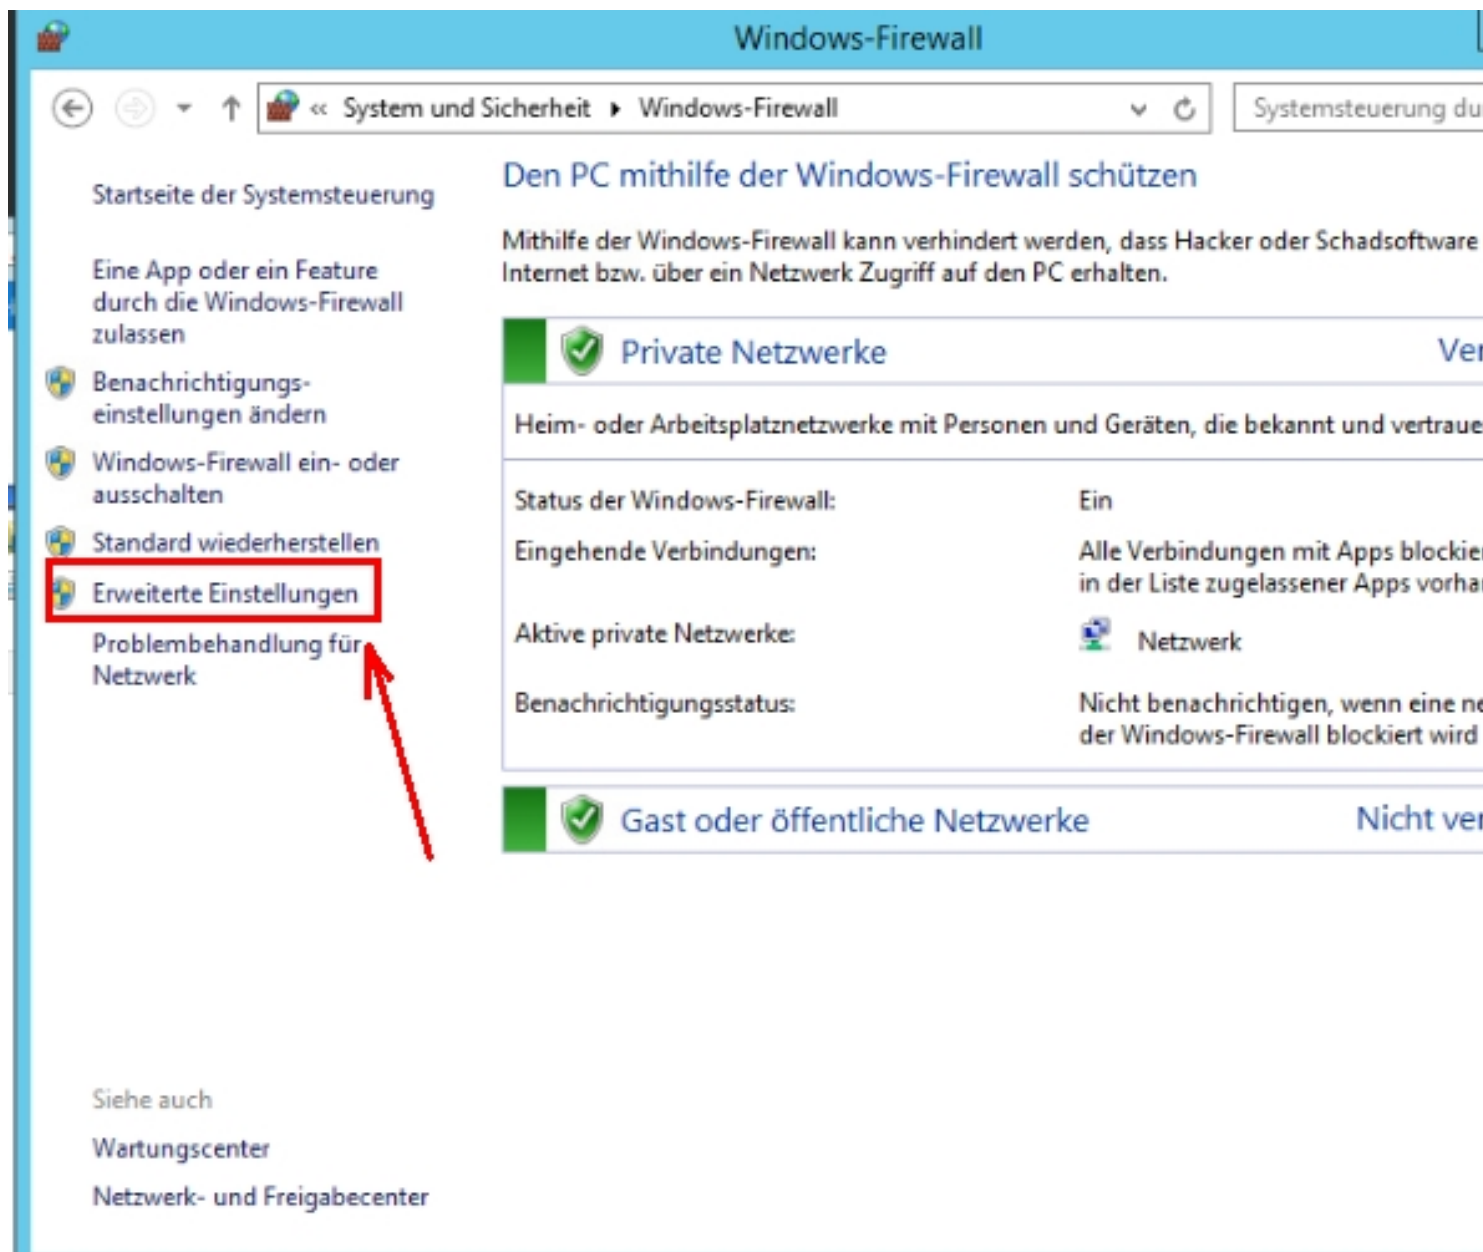 Windows-Firewall
« System und Sicherheit ▸ Windows-Firewall
Systemsteuerung
Startseite der Systemsteuerung
Eine App oder ein Feature
durch die Windows-Firewall
zulassen
Benachrichtigungs-
einstellungen ändern
Windows-Firewall ein- oder
ausschalten
Standard wiederherstellen
Erweiterte Einstellungen
Problembehandlung für
Netzwerk
Siehe auch
Wartungscenter
Netzwerk- und Freigabecenter
Den PC mithilfe der Windows-Firewall schützen
Mithilfe der Windows-Firewall kann verhindert werden, dass Hacker oder Schadsoftware
Internet bzw. über ein Netzwerk Zugriff auf den PC erhalten.
Private Netzwerke
Heim- oder Arbeitsplatznetzwerke mit Personen und Geräten, die bekannt und
Status der Windows-Firewall: Ein
Eingehende Verbindungen: Alle Verbindungen mit Apps
in der Liste zugelassener Apps
Aktive private Netzwerke: Netzwerk
Benachrichtigungsstatus: Nicht benachrichtigen, wenn eine
der Windows-Firewall blockiert wird
Gast oder öffentliche Netzwerke Nicht